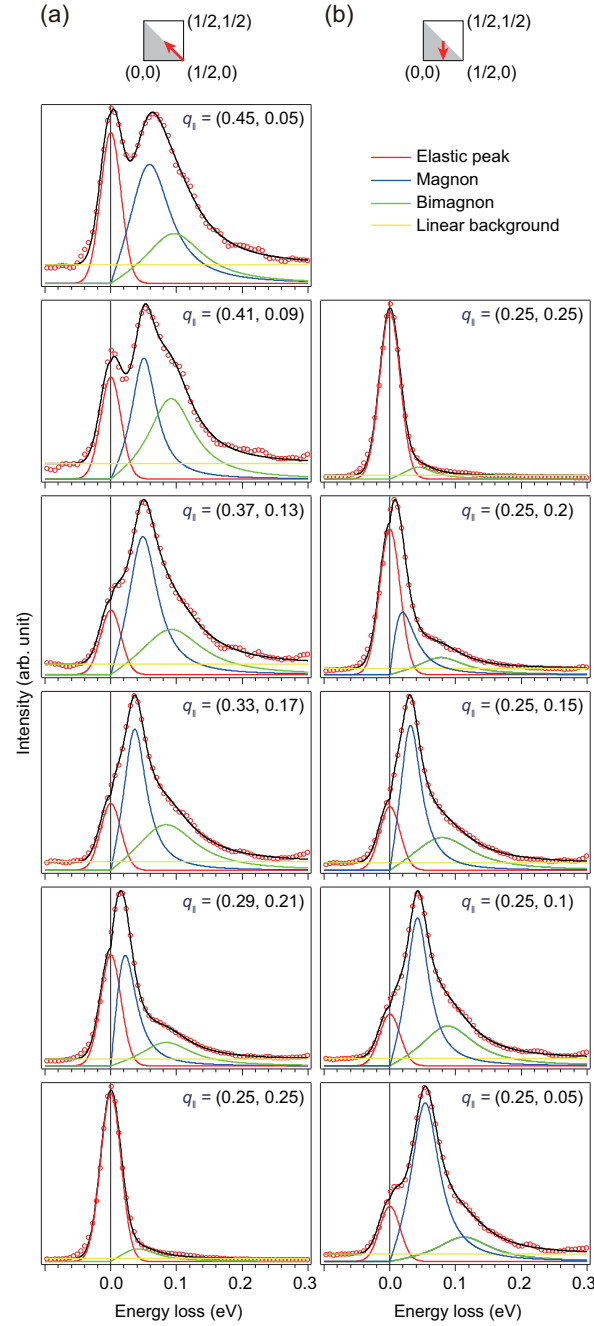 (a)
(1/2,1/2)
(0,0)
(1/2,0)
(b)
(1/2,1/2)
(0,0)
(1/2,0)
q∥ = (0.45, 0.05)
Elastic peak
Magnon
Bimagnon
Linear background
q∥ = (0.41, 0.09)
q∥ = (0.25, 0.25)
q∥ = (0.37, 0.13)
q∥ = (0.25, 0.2)
Intensity (arb. unit)
q∥ = (0.33, 0.17)
q∥ = (0.25, 0.15)
q∥ = (0.29, 0.21)
q∥ = (0.25, 0.1)
q∥ = (0.25, 0.25)
q∥ = (0.25, 0.05)
0.0 0.1 0.2 0.3
0.0 0.1 0.2 0.3
Energy loss (eV)
Energy loss (eV)